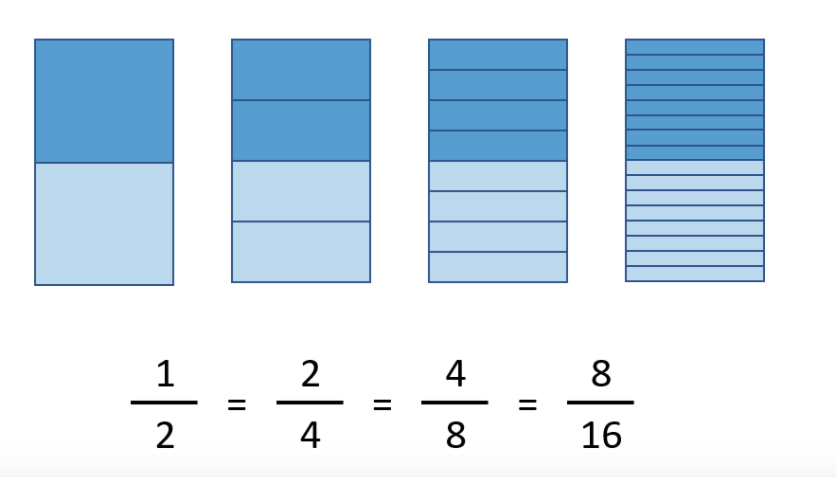 1/2 = 2/4 = 4/8 = 8/16